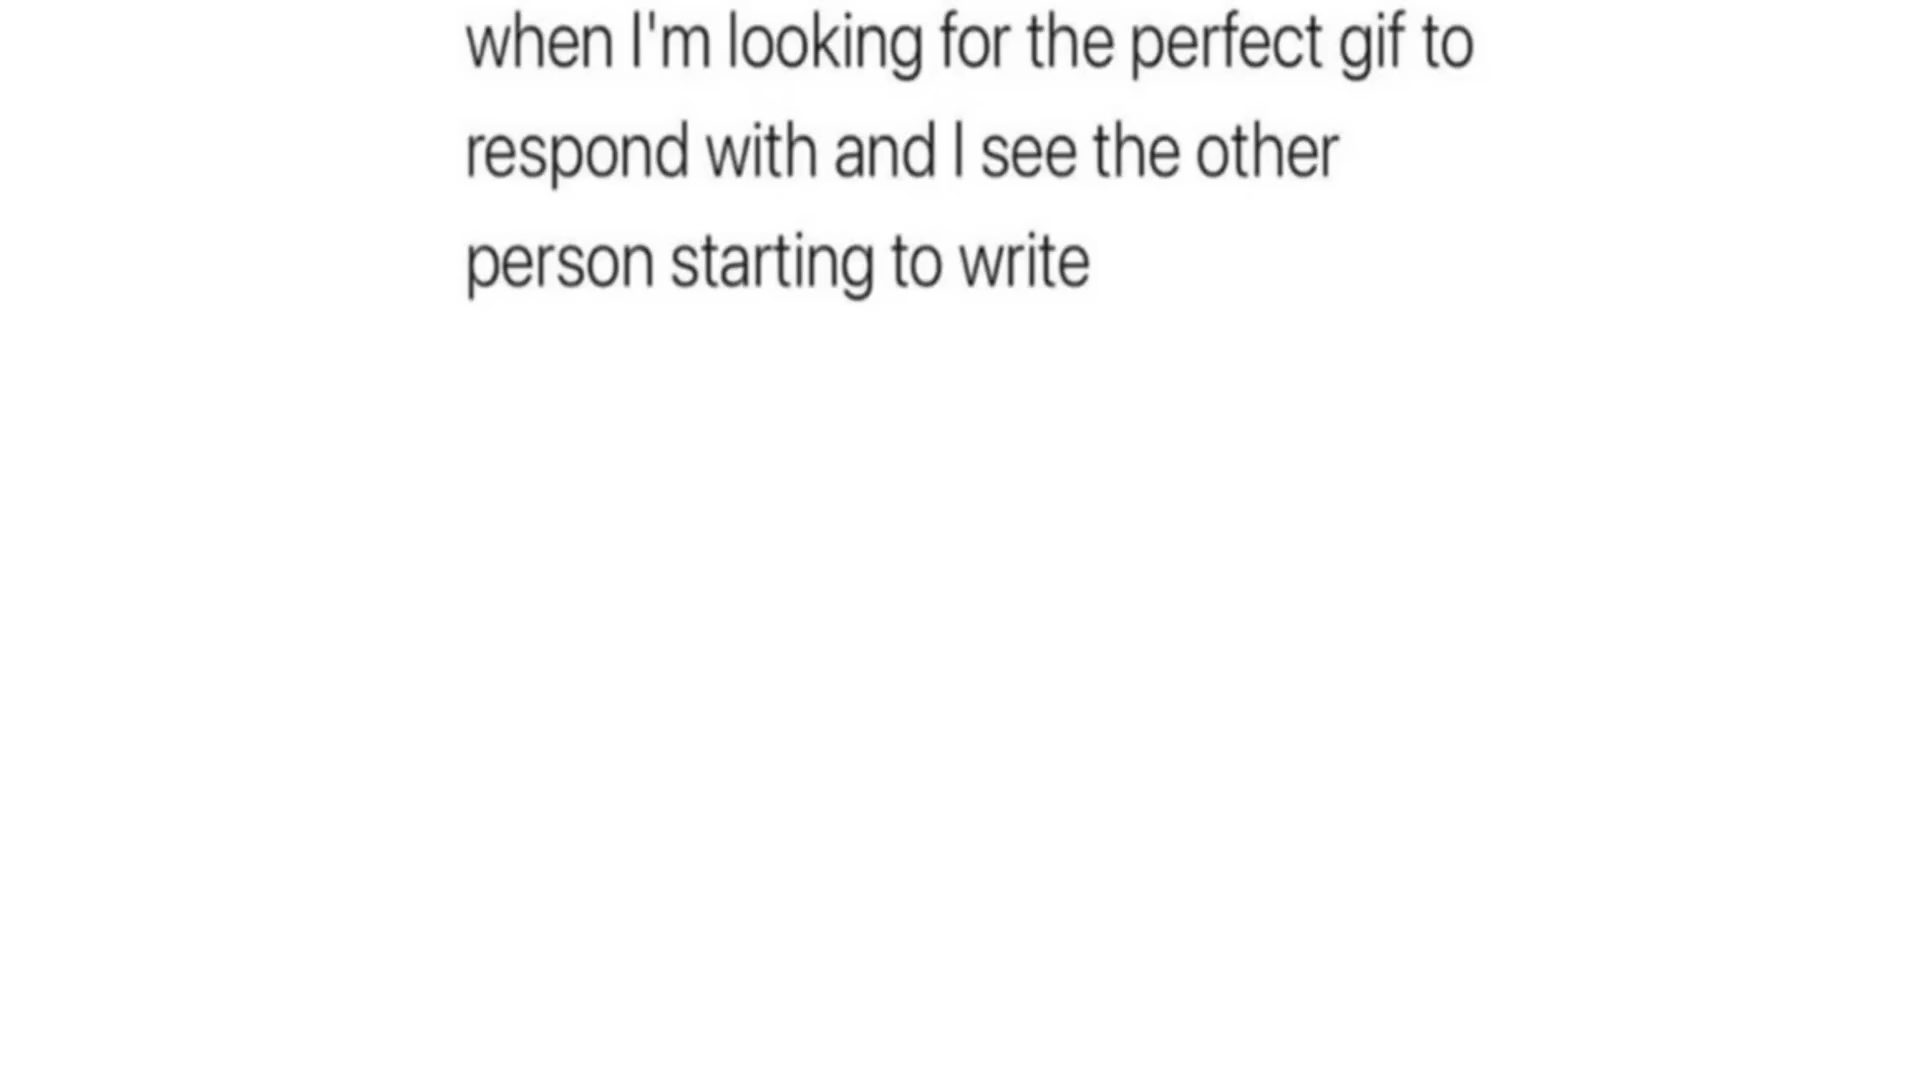 when I'm looking for the perfect gif to
respond with and I see the other
person starting to write